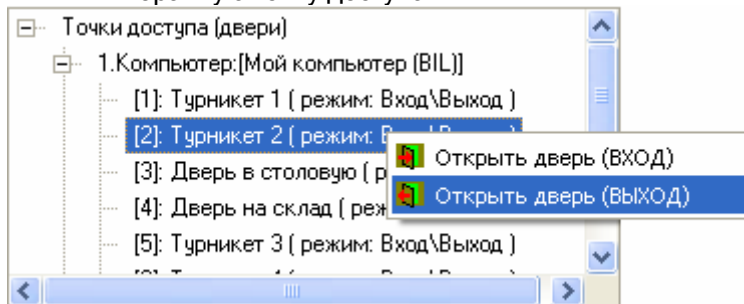 Точки доступа (двери)
1.Компьютер:[Мой компьютер (BIL)]
[1]: Турникет 1 ( режим: Вход\Выход )
[2]: Турникет 2 ( режим:
Открыть дверь (ВХОД)
[3]: Дверь в столовую (
Открыть дверь (ВЫХОД)
[4]: Дверь на склад (
[5]: Турникет 3 ( режим: Вход\Выход )